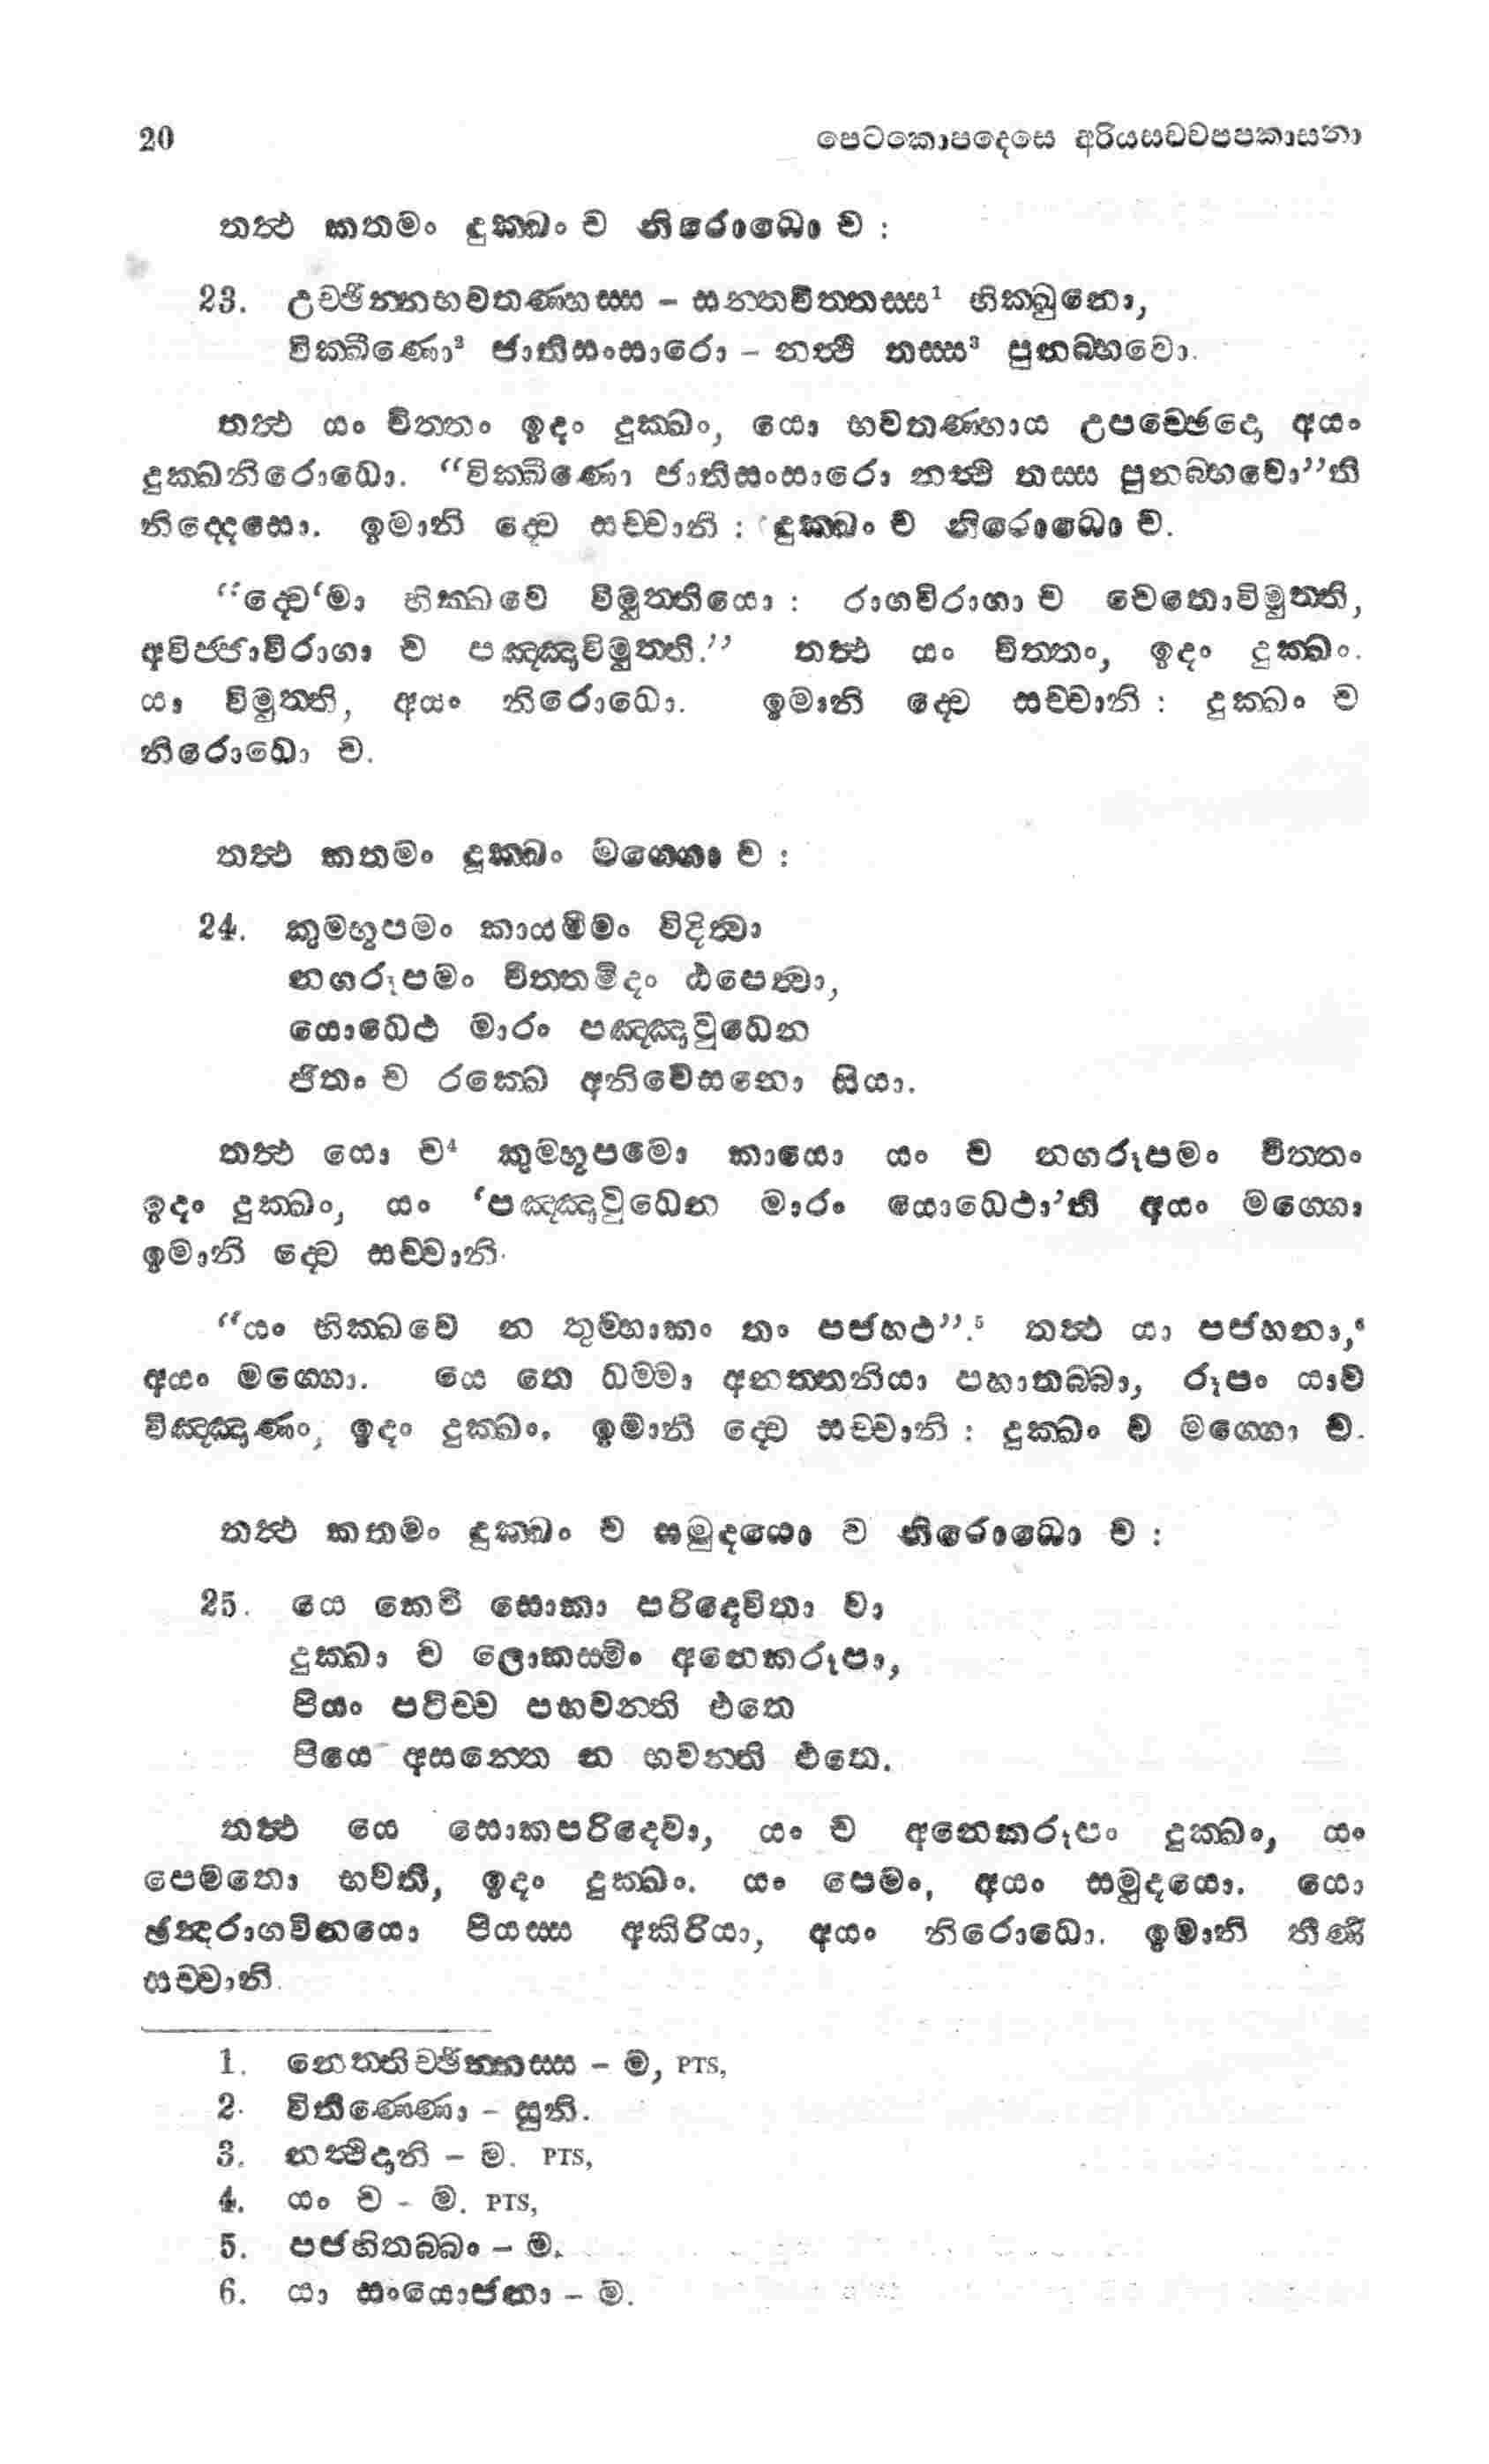 20 පෙටකොපදෙසෙ අරියසච්චප්පකාසනා
තත්ථ කතමං දුක්ඛං ච නිරොධො ච :
23. උච්ඡින්නභවතණ්හස්ස – සන්තචිත්තස්ස¹ භික්ඛුනො,
වික්ඛීණො² ජාතිසංසාරො – නත්ථි තස්ස³ පුනබ්භවො.
තත්ථ යං චිත්තං ඉදං දුක්ඛං, යො භවතණ්හාය උපච්ඡෙදො අයං
දුක්ඛනිරොධො. “වික්ඛීණො ජාතිසංසාරො නත්ථි තස්ස පුනබ්භවො”ති
නිද්දෙසො. ඉමානි ද්වෙ සච්චානි : දුක්ඛං ච නිරොධො ච.
“ද්වෙ‘මා භික්ඛවෙ විමුත්තියො : රාගවිරාගා ච චෙතොවිමුත්ති,
අවිජ්ජාවිරාගා ච පඤ්ඤාවිමුත්ති.” තත්ථ යං චිත්තං, ඉදං දුක්ඛං.
යා විමුත්ති, අයං නිරොධො. ඉමානි ද්වෙ සච්චානි : දුක්ඛං ච
නිරොධො ච.
තත්ථ කතමං දුක්ඛං මග්ගො ච :
24. කුම්භූපමං කායමිමං විදිත්වා
නගරූපමං චිත්තමිදං ඨපෙත්වා,
යොධෙථ මාරං පඤ්ඤාවුධෙන
ජිතං ච රක්ඛෙ අනිවෙසනො සියා.
තත්ථ යො ච⁴ කුම්භූපමො කායො යං ච නගරූපමං චිත්තං
ඉදං දුක්ඛං, යං ‘පඤ්ඤාවුධෙන මාරං යොධෙථා’ති අයං මග්ගො
ඉමානි ද්වෙ සච්චානි.
“යං භික්ඛවෙ න තුම්හාකං තං පජහථ”.⁵ තත්ථ යා පජහනා,⁶
අයං මග්ගො. යෙ තෙ ධම්මා අනත්තනියා පහාතබ්බා, රූපං යාව
විඤ්ඤාණං, ඉදං දුක්ඛං. ඉමානි ද්වෙ සච්චානි : දුක්ඛං ච මග්ගො ච.
තත්ථ කතමං දුක්ඛං ච සමුදයො ච නිරොධො ච :
25. යෙ කෙචි සොකා පරිදෙවිතා වා
දුක්ඛා ච ලොකස්මිං අනෙකරූපා,
පියං පටිච්ච පභවන්ති එතෙ
පියෙ අසන්තෙ න භවන්ති එතෙ.
තත්ථ යෙ සොකපරිදෙවා, යං ච අනෙකරූපං දුක්ඛං, යං
පෙමතො භවති, ඉදං දුක්ඛං. යං පෙමං, අයං සමුදයො. යො
ඡන්දරාගවිනයො පියස්ස අකිරියා, අයං නිරොධො. ඉමානි තීණි
සච්චානි.
1. නෙත්තිච්ඡින්නස්ස – ම, PTS,
2. විතිණ්ණො – සුනි.
3. නත්ථිදානි – ම. PTS,
4. යං ච – ම. PTS,
5. පජහිතබ්බං – ම.
6. යා සංයොජනා – ම.